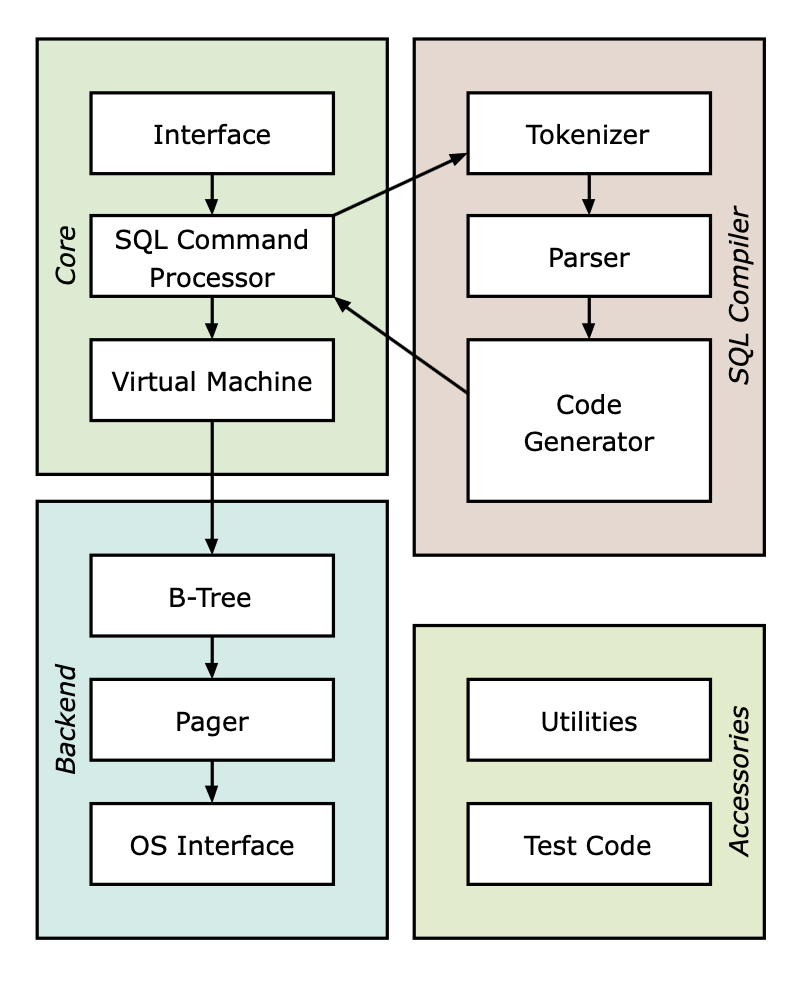 Core
Interface
SQL Command
Processor
Virtual Machine
SQL Compiler
Tokenizer
Parser
Code
Generator
Backend
B-Tree
Pager
OS Interface
Accessories
Utilities
Test Code